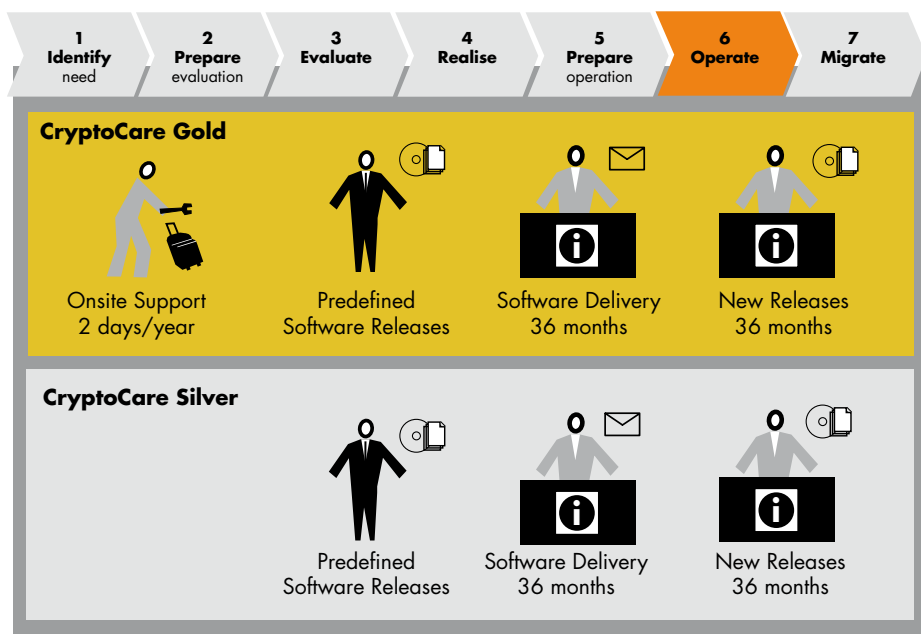 1
Identify
need
2
Prepare
evaluation
3
Evaluate
4
Realise
5
Prepare
operation
6
Operate
7
Migrate
CryptoCare Gold
Onsite Support
2 days/year
Predefined
Software Releases
i
Software Delivery
36 months
i
New Releases
36 months
CryptoCare Silver
Predefined
Software Releases
i
Software Delivery
36 months
i
New Releases
36 months